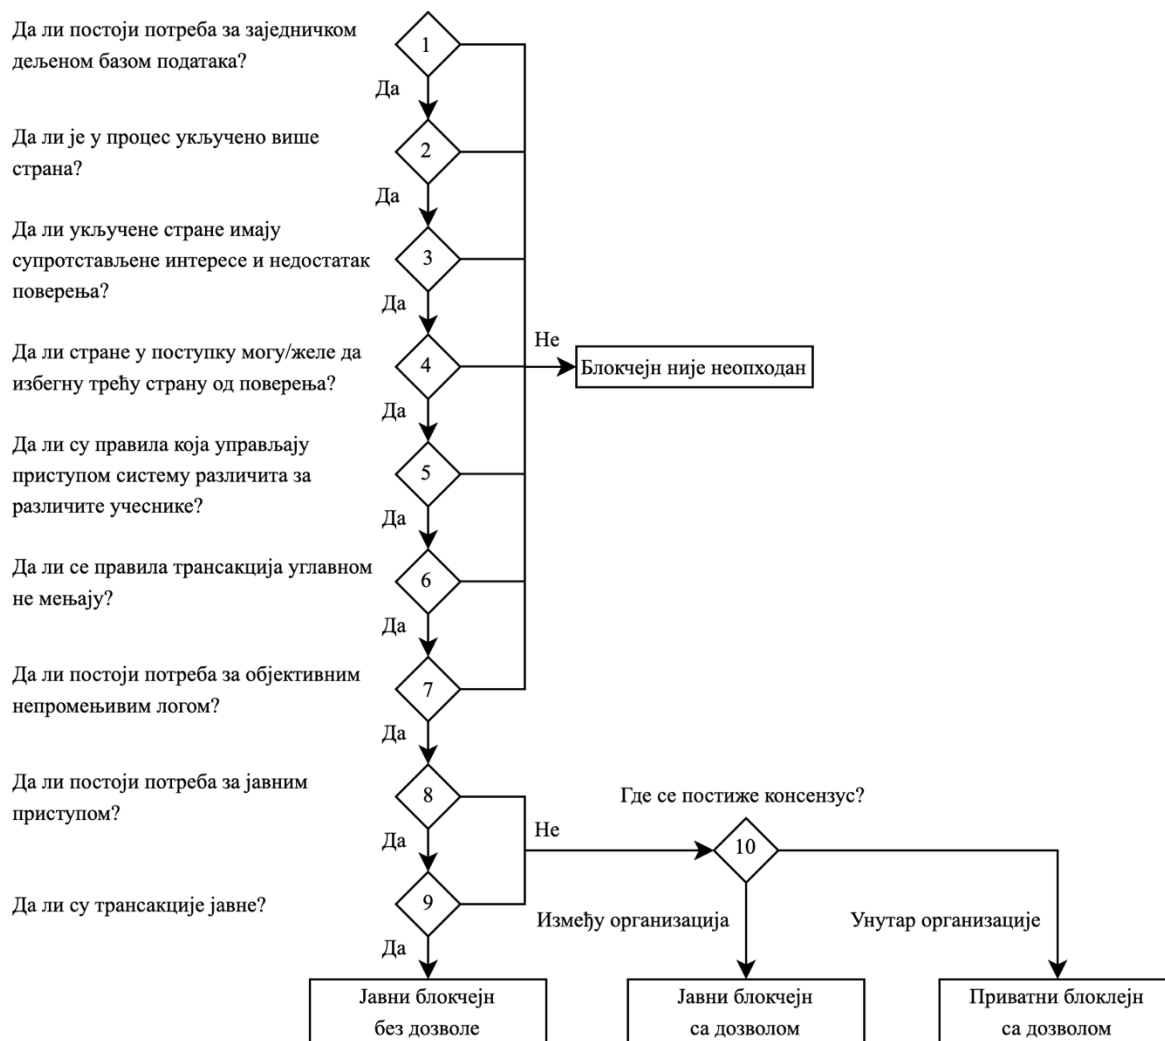 Да ли постоји потреба за заједничком
дељеном базом података?
1
Да
Да ли је у процес укључено више
страна?
2
Да
Да ли укључене стране имају
супротстављене интересе и недостатак
поверења?
3
Да
Да ли стране у поступку могу/желе да
избегну трећу страну од поверења?
4
Не
Блокчејн није неопходан
Да
Да ли су правила која управљају
приступом систему различита за
различите учеснике?
5
Да
Да ли се правила трансакција углавном
не мењају?
6
Да
Да ли постоји потреба за објективним
непромењивим логом?
7
Да
Да ли постоји потреба за јавним
приступом?
8
Да
Не
Где се постиже консензус?
10
Да ли су трансакције јавне?
9
Да
Између организација
Унутар организације
Јавни блокчејн
без дозволе
Јавни блокчејн
са дозволом
Приватни блоклејн
са дозволом